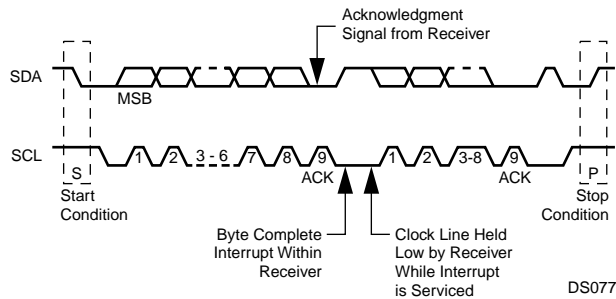 Acknowledgment
Signal from Receiver
SDA
MSB
SCL
S
1
2
3 - 6
7
8
9
1
2
3-8
9
P
ACK
ACK
Start
Condition
Stop
Condition
Byte Complete
Interrupt Within
Receiver
Clock Line Held
Low by Receiver
While Interrupt
is Serviced
DS077